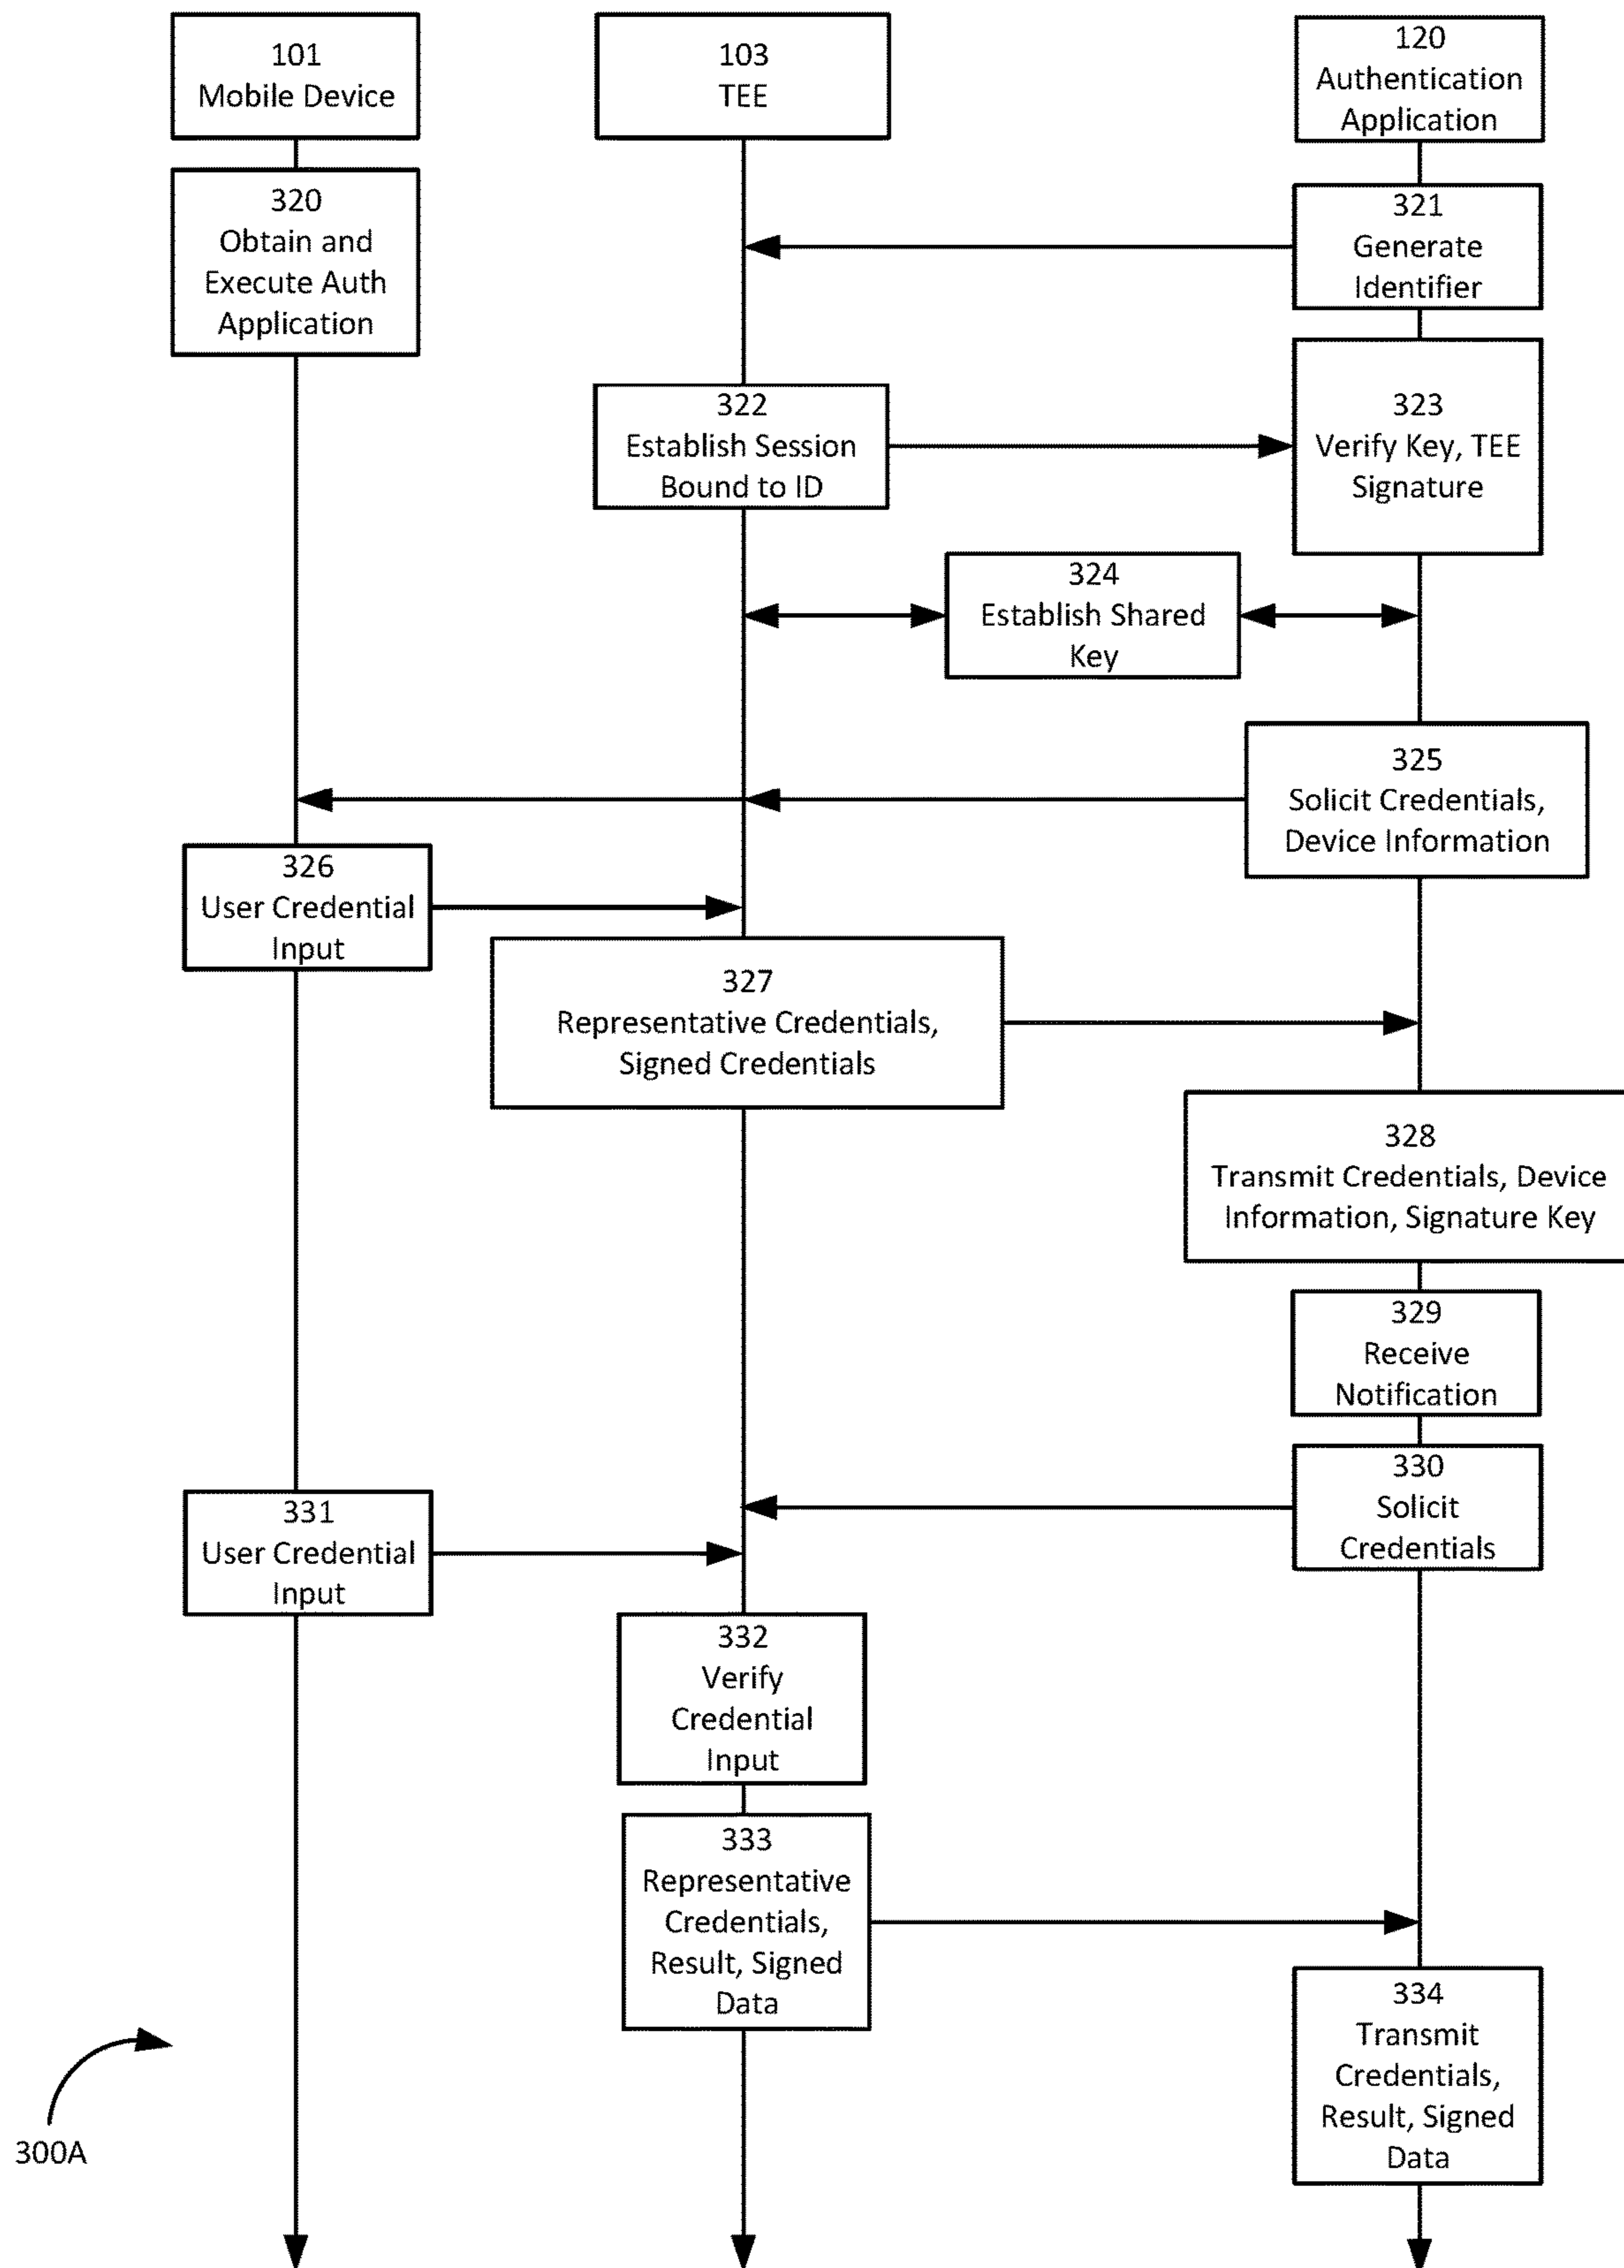 101
Mobile Device
103
TEE
120
Authentication
Application
320
Obtain and
Execute Auth
Application
321
Generate
Identifier
322
Establish Session
Bound to ID
323
Verify Key, TEE
Signature
324
Establish Shared
Key
325
Solicit Credentials,
Device Information
326
User Credential
Input
327
Representative Credentials,
Signed Credentials
328
Transmit Credentials, Device
Information, Signature Key
329
Receive
Notification
330
Solicit
Credentials
331
User Credential
Input
332
Verify
Credential
Input
333
Representative
Credentials,
Result, Signed
Data
334
Transmit
Credentials,
Result, Signed
Data
300A